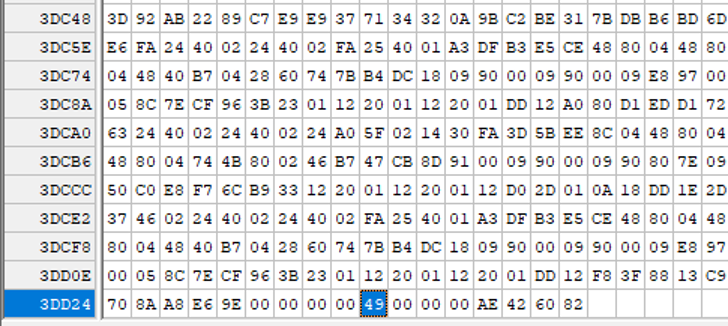 3DC48 3D 92 AB 22 89 C7 E9 E9 37 71 34 32 0A 9B C2 BE 31 7B DB B6 BD 6D
3DC5E E6 FA 24 40 02 24 40 02 FA 25 40 01 A3 DF B3 E5 CE 48 80 04 48 80
3DC74 04 48 40 B7 04 28 60 74 7B B4 DC 18 09 90 00 09 90 00 09 E8 97 00
3DC8A 05 8C 7E CF 96 3B 23 01 12 20 01 12 20 01 DD 12 A0 80 D1 ED D1 72
3DCA0 63 24 40 02 24 40 02 24 A0 5F 02 14 30 FA 3D 5B EE 8C 04 48 80 04
3DCB6 48 80 04 74 4B 80 02 46 B7 47 CB 8D 91 00 09 90 00 09 90 80 7E 09
3DCCC 50 C0 E8 F7 6C B9 33 12 20 01 12 20 01 12 D0 2D 01 0A 18 DD 1E 2D
3DCE2 37 46 02 24 40 02 24 40 02 FA 25 40 01 A3 DF B3 E5 CE 48 80 04 48
3DCF8 80 04 48 40 B7 04 28 60 74 7B B4 DC 18 09 90 00 09 90 00 09 E8 97
3DD0E 00 05 8C 7E CF 96 3B 23 01 12 20 01 12 20 01 DD 12 F8 3F 88 13 C9
3DD24 70 8A A8 E6 9E 00 00 00 00 49 00 00 00 AE 42 60 82